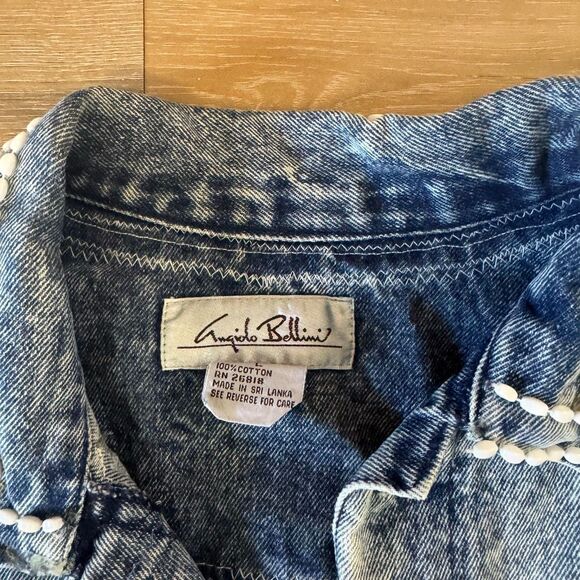 Angiolo Bellini
L
100% COTTON
RN 26818
MADE IN SRI LANKA
SEE REVERSE FOR CARE